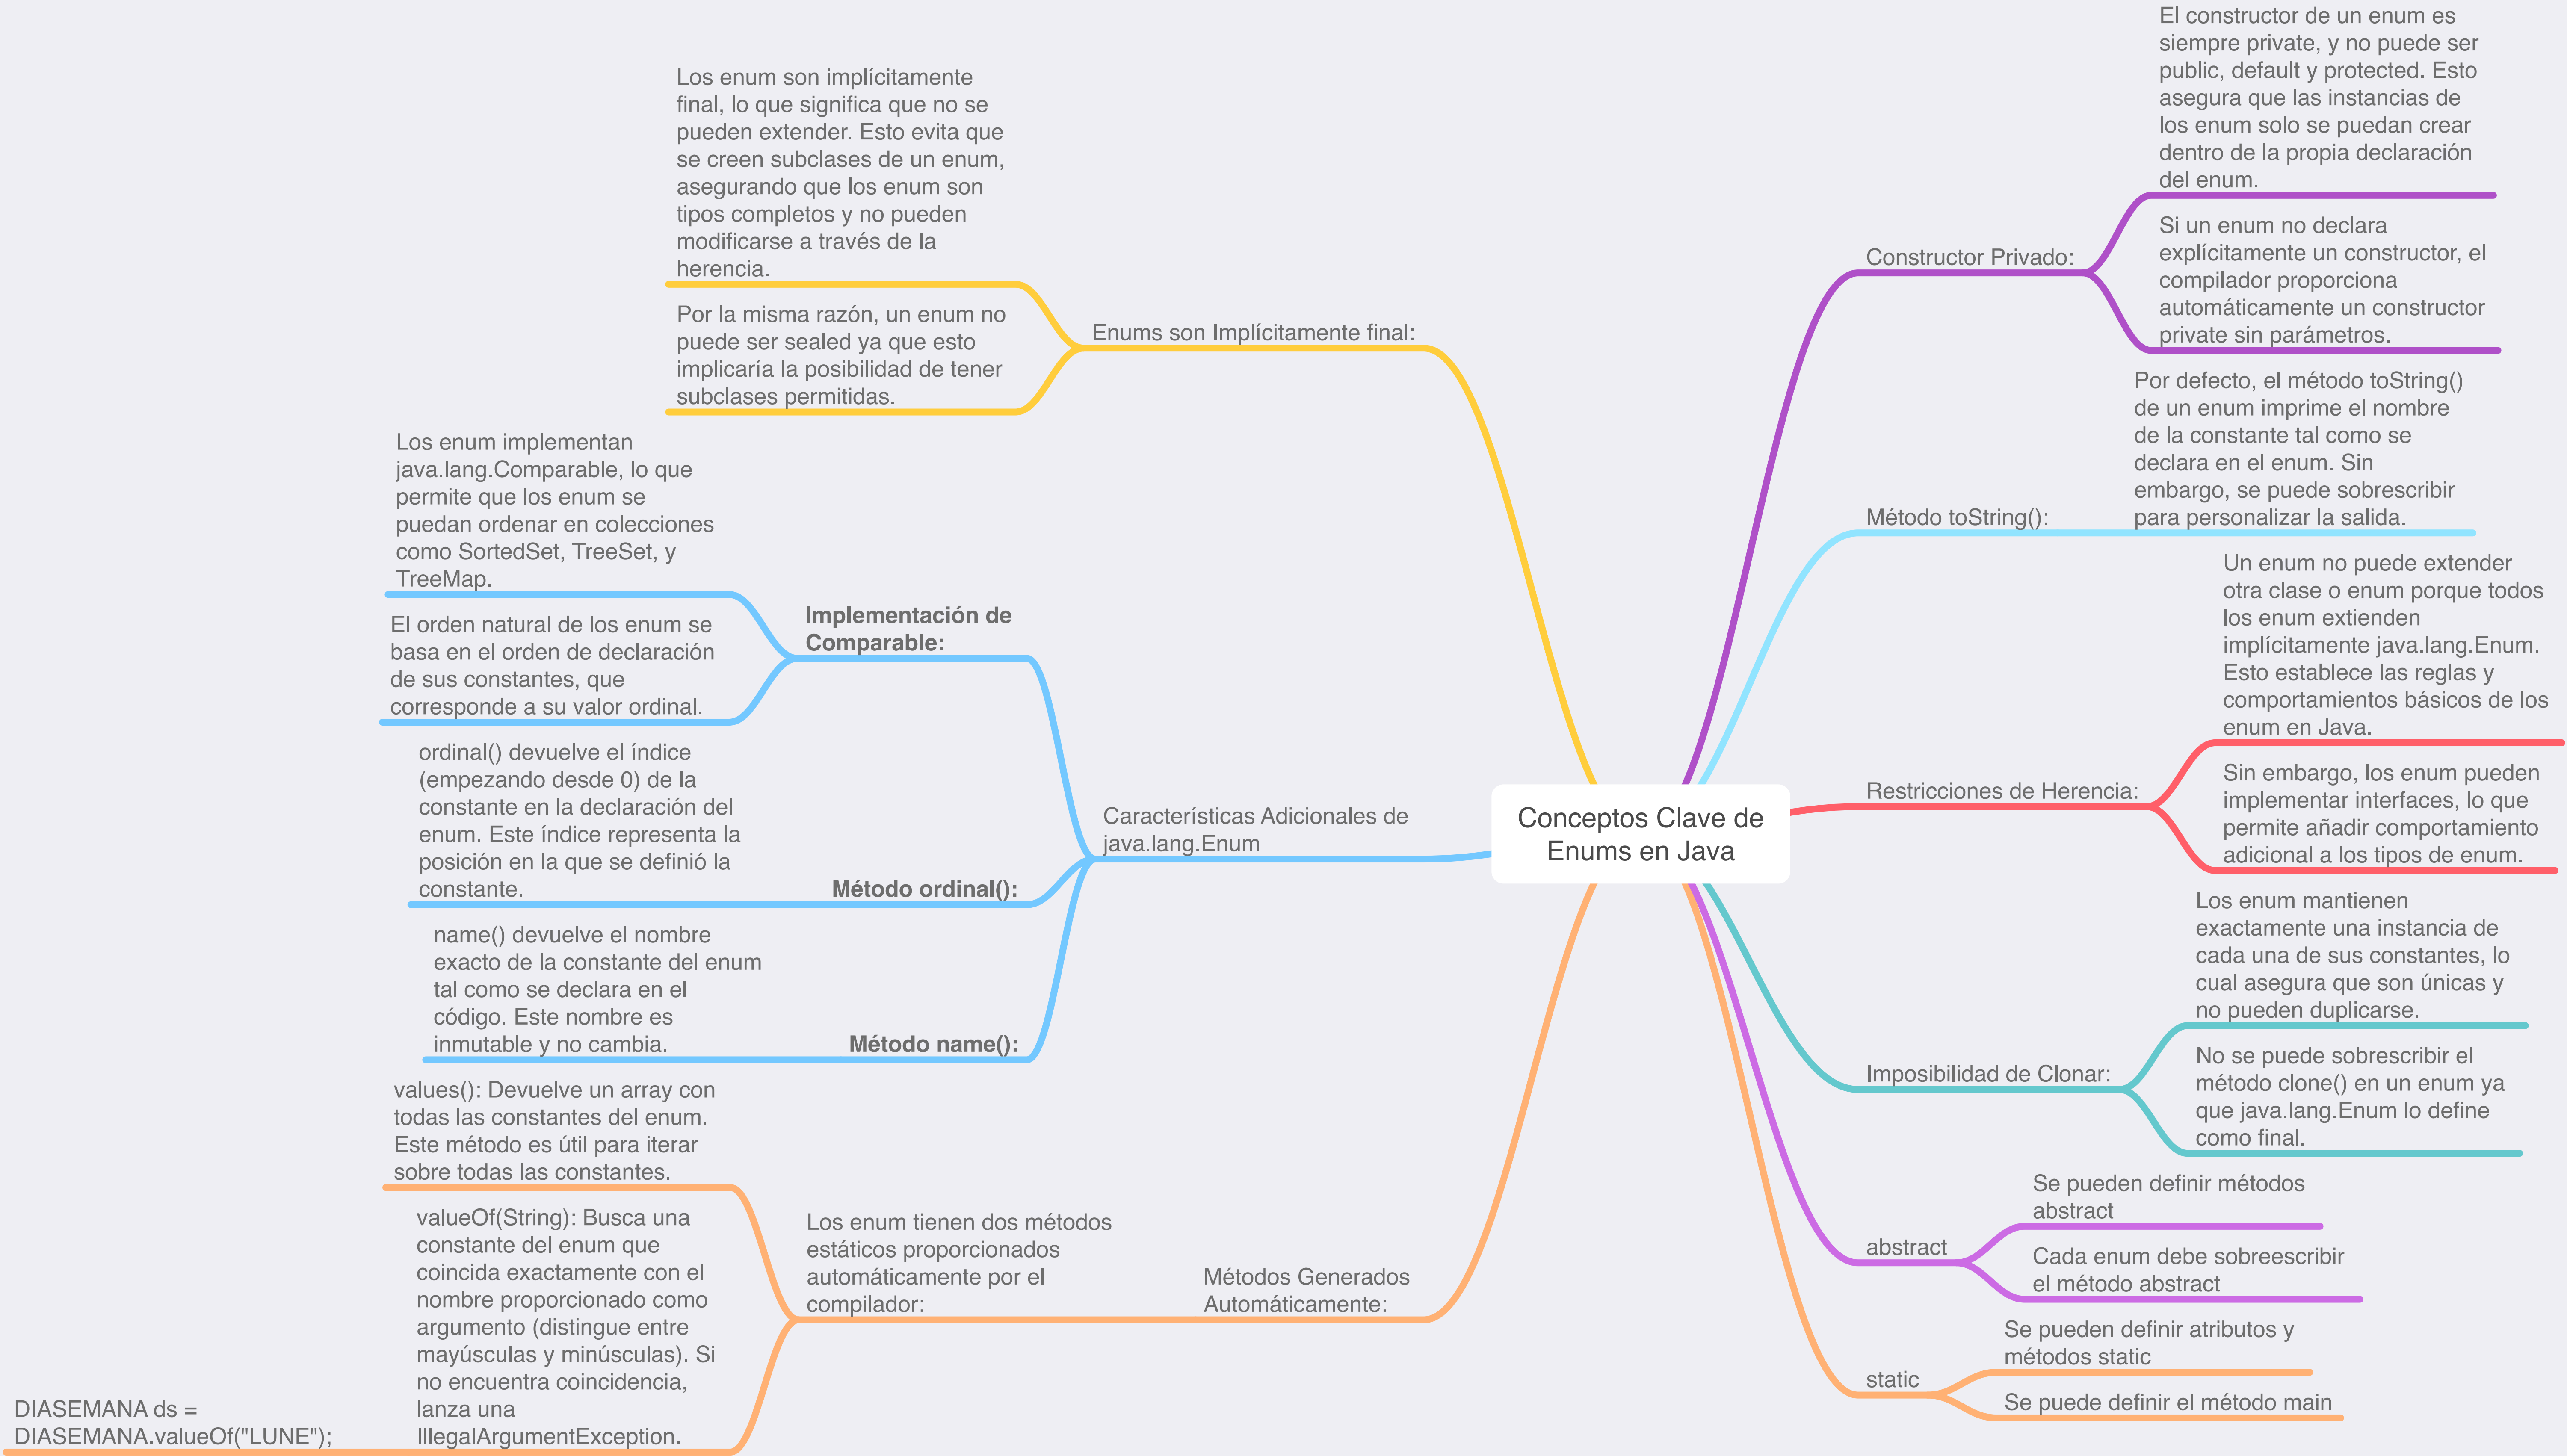 Conceptos Clave de
Enums en Java
Constructor Privado:
El constructor de un enum es
siempre private, y no puede ser
public, default y protected. Esto
asegura que las instancias de
los enum solo se puedan crear
dentro de la propia declaración
del enum.
Si un enum no declara
explícitamente un constructor, el
compilador proporciona
automáticamente un constructor
private sin parámetros.
Método toString():
Por defecto, el método toString()
de un enum imprime el nombre
de la constante tal como se
declara en el enum. Sin
embargo, se puede sobrescribir
para personalizar la salida.
Restricciones de Herencia:
Un enum no puede extender
otra clase o enum porque todos
los enum extienden
implícitamente java.lang.Enum.
Esto establece las reglas y
comportamientos básicos de los
enum en Java.
Sin embargo, los enum pueden
implementar interfaces, lo que
permite añadir comportamiento
adicional a los tipos de enum.
Imposibilidad de Clonar:
Los enum mantienen
exactamente una instancia de
cada una de sus constantes, lo
cual asegura que son únicas y
no pueden duplicarse.
No se puede sobrescribir el
método clone() en un enum ya
que java.lang.Enum lo define
como final.
abstract
Se pueden definir métodos
abstract
Cada enum debe sobreescribir
el método abstract
static
Se pueden definir atributos y
métodos static
Se puede definir el método main
Enums son Implícitamente final:
Los enum son implícitamente
final, lo que significa que no se
pueden extender. Esto evita que
se creen subclases de un enum,
asegurando que los enum son
tipos completos y no pueden
modificarse a través de la
herencia.
Por la misma razón, un enum no
puede ser sealed ya que esto
implicaría la posibilidad de tener
subclases permitidas.
Características Adicionales de
java.lang.Enum
Implementación de
Comparable:
Los enum implementan
java.lang.Comparable, lo que
permite que los enum se
puedan ordenar en colecciones
como SortedSet, TreeSet, y
TreeMap.
El orden natural de los enum se
basa en el orden de declaración
de sus constantes, que
corresponde a su valor ordinal.
Método ordinal():
ordinal() devuelve el índice
(empezando desde 0) de la
constante en la declaración del
enum. Este índice representa la
posición en la que se definió la
constante.
Método name():
name() devuelve el nombre
exacto de la constante del enum
tal como se declara en el
código. Este nombre es
inmutable y no cambia.
Métodos Generados
Automáticamente:
Los enum tienen dos métodos
estáticos proporcionados
automáticamente por el
compilador:
values(): Devuelve un array con
todas las constantes del enum.
Este método es útil para iterar
sobre todas las constantes.
valueOf(String): Busca una
constante del enum que
coincida exactamente con el
nombre proporcionado como
argumento (distingue entre
mayúsculas y minúsculas). Si
no encuentra coincidencia,
lanza una
IllegalArgumentException.
DIASEMANA ds =
DIASEMANA.valueOf("LUNE");